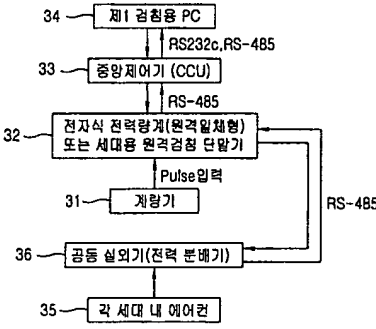 34
제1 검침용 PC
RS232c,RS-485
33
중앙제어기 (CCU)
RS-485
32
전자식 전력량계(원격일체형)
또는 세대용 원격검침 단말기
Pulse입력
31
계량기
RS-485
36
공동 실외기(전력 분배기)
35
각 세대 내 에어컨